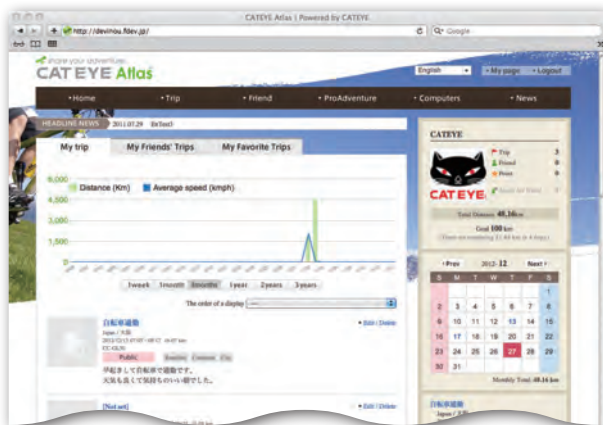 CATEYE Atlas | Powered by CATEYE
http://devinou.fdev.jp/
Google
share your adventure.
CATEYE Atlas
English
My page
Logout
Home
Trip
Friend
ProAdventure
Computers
News
HEADLINE NEWS
2011.07.29
My trip
My Friends' Trips
My Favorite Trips
6,000
4,500
3,000
1,500
0
Distance (Km)
Average speed (kmph)
1week
1month
3months
1year
2years
3years
The order of a display
自転車通勤
Japan / 大阪
Edit / Delete
Public
早起きして自転車で通勤です。
天気も良くて気持ちのいい朝でした。
[Not set]
Edit / Delete
CATEYE
CATEYE
Trip 3
Friend 0
Point 0
Total Distance 48.16km
Goal 100 km
Prev 2012-12 Next
S M T W T F S
1
2 3 4 5 6 7 8
9 10 11 12 13 14 15
16 17 18 19 20 21 22
23 24 25 26 27 28 29
30 31
Monthly Total: 48.16 km
自転車通勤
Japan / 大阪